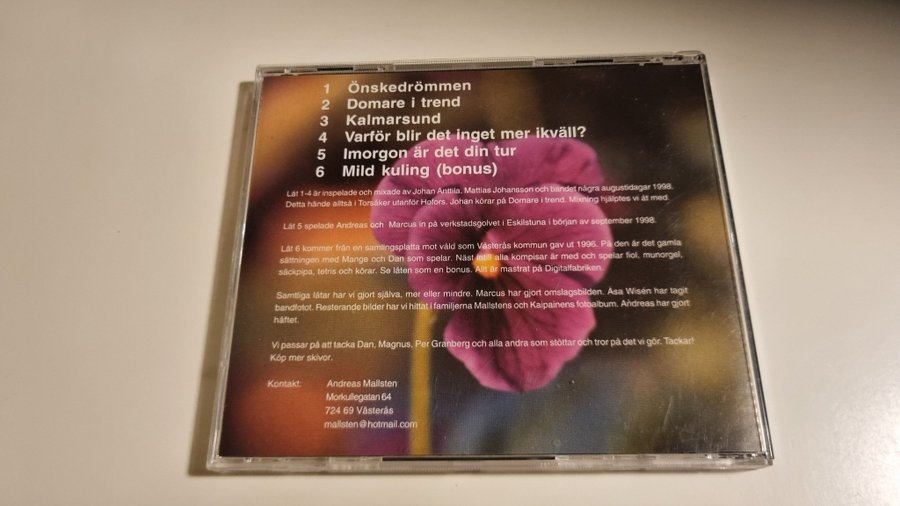 1 Önskedrömmen
2 Domare i trend
3 Kalmarsund
4 Varför blir det inget mer ikväll?
5 Imorgon är det din tur
6 Mild kuling (bonus)
Låt 1-4 är inspelade och mixade av Johan Anttila, Mattias Johansson och bandet några augustidagar 1998.
Detta hände alltså i Torsåker utanför Hofors. Johan körar på Domare i trend. Mixning hjälptes vi åt med.
Låt 5 spelade Andreas och Marcus in på verkstadsgolvet i Eskilstuna i början av september 1998.
Låt 6 kommer från en samlingsplatta mot våld som Västerås kommun gav ut 1996. På den är det gamla
sättningen med Mange och Dan som spelar. Näst intill alla kompisar är med och spelar fiol, munorgel,
säckpipa, tetris och körar. Se låten som en bonus. Allt är mastrat på Digitalfabriken.
Samtliga låtar har vi gjort själva, mer eller mindre. Marcus har gjort omslagsbilden. Åsa Wisén har tagit
bandfotot. Resterande bilder har vi hittat i familjerna Mallstens och Kaipainens fotoalbum. Andreas har gjort
häftet.
Vi passar på att tacka Dan, Magnus, Per Granberg och alla andra som stöttar och tror på det vi gör. Tackar!
Köp mer skivor.
Kontakt: Andreas Mallsten
Morkullegatan 64
724 69 Västerås
mallsten@hotmail.com